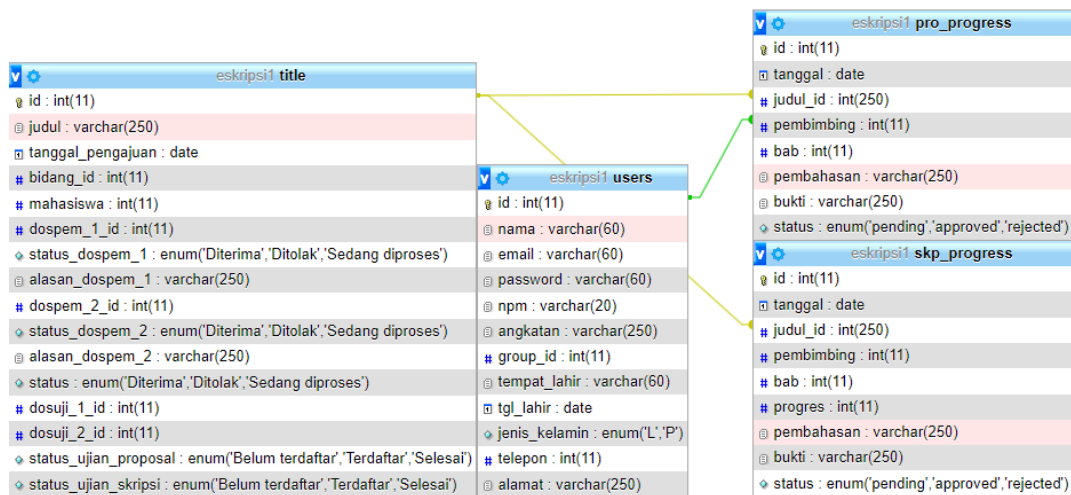 eskripsi1 title
id : int(11)
judul : varchar(250)
tanggal_pengajuan : date
bidang_id : int(11)
mahasiswa : int(11)
dospem_1_id : int(11)
status_dospem_1 : enum('Diterima','Ditolak','Sedang diproses')
alasan_dospem_1 : varchar(250)
dospem_2_id : int(11)
status_dospem_2 : enum('Diterima','Ditolak','Sedang diproses')
alasan_dospem_2 : varchar(250)
status : enum('Diterima','Ditolak','Sedang diproses')
dosuji_1_id : int(11)
dosuji_2_id : int(11)
status_ujian_proposal : enum('Belum terdaftar','Terdaftar','Selesai')
status_ujian_skripsi : enum('Belum terdaftar','Terdaftar','Selesai')
eskripsi1 users
id : int(11)
nama : varchar(60)
email : varchar(60)
password : varchar(60)
npm : varchar(20)
angkatan : varchar(250)
group_id : int(11)
tempat_lahir : varchar(60)
tgl_lahir : date
jenis_kelamin : enum('L','P')
telepon : int(11)
alamat : varchar(250)
eskripsi1 pro_progress
id : int(11)
tanggal : date
judul_id : int(250)
pembimbing : int(11)
bab : int(11)
pembahasan : varchar(250)
bukti : varchar(250)
status : enum('pending','approved','rejected')
eskripsi1 skp_progress
id : int(11)
tanggal : date
judul_id : int(250)
pembimbing : int(11)
bab : int(11)
progres : int(11)
pembahasan : varchar(250)
bukti : varchar(250)
status : enum('pending','approved','rejected')